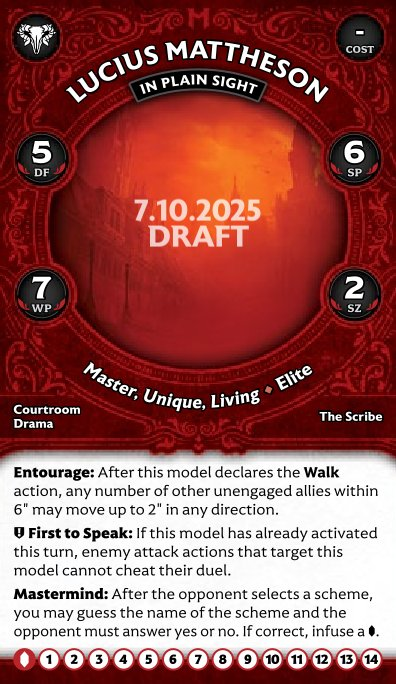 -
COST
LUCIUS MATTHESON
IN PLAIN SIGHT
5
DF
6
SP
7.10.2025
DRAFT
7
WP
2
SZ
Master, Unique, Living ♦ Elite
Courtroom
Drama
The Scribe
Entourage: After this model declares the Walk
action, any number of other unengaged allies within
6" may move up to 2" in any direction.
First to Speak: If this model has already activated
this turn, enemy attack actions that target this
model cannot cheat their duel.
Mastermind: After the opponent selects a scheme,
you may guess the name of the scheme and the
opponent must answer yes or no. If correct, infuse a ⬮.
1 2 3 4 5 6 7 8 9 10 11 12 13 14